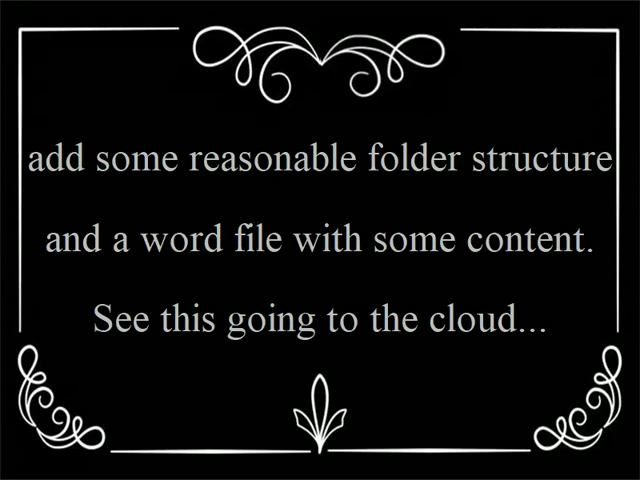 add some reasonable folder structure
and a word file with some content.
See this going to the cloud...